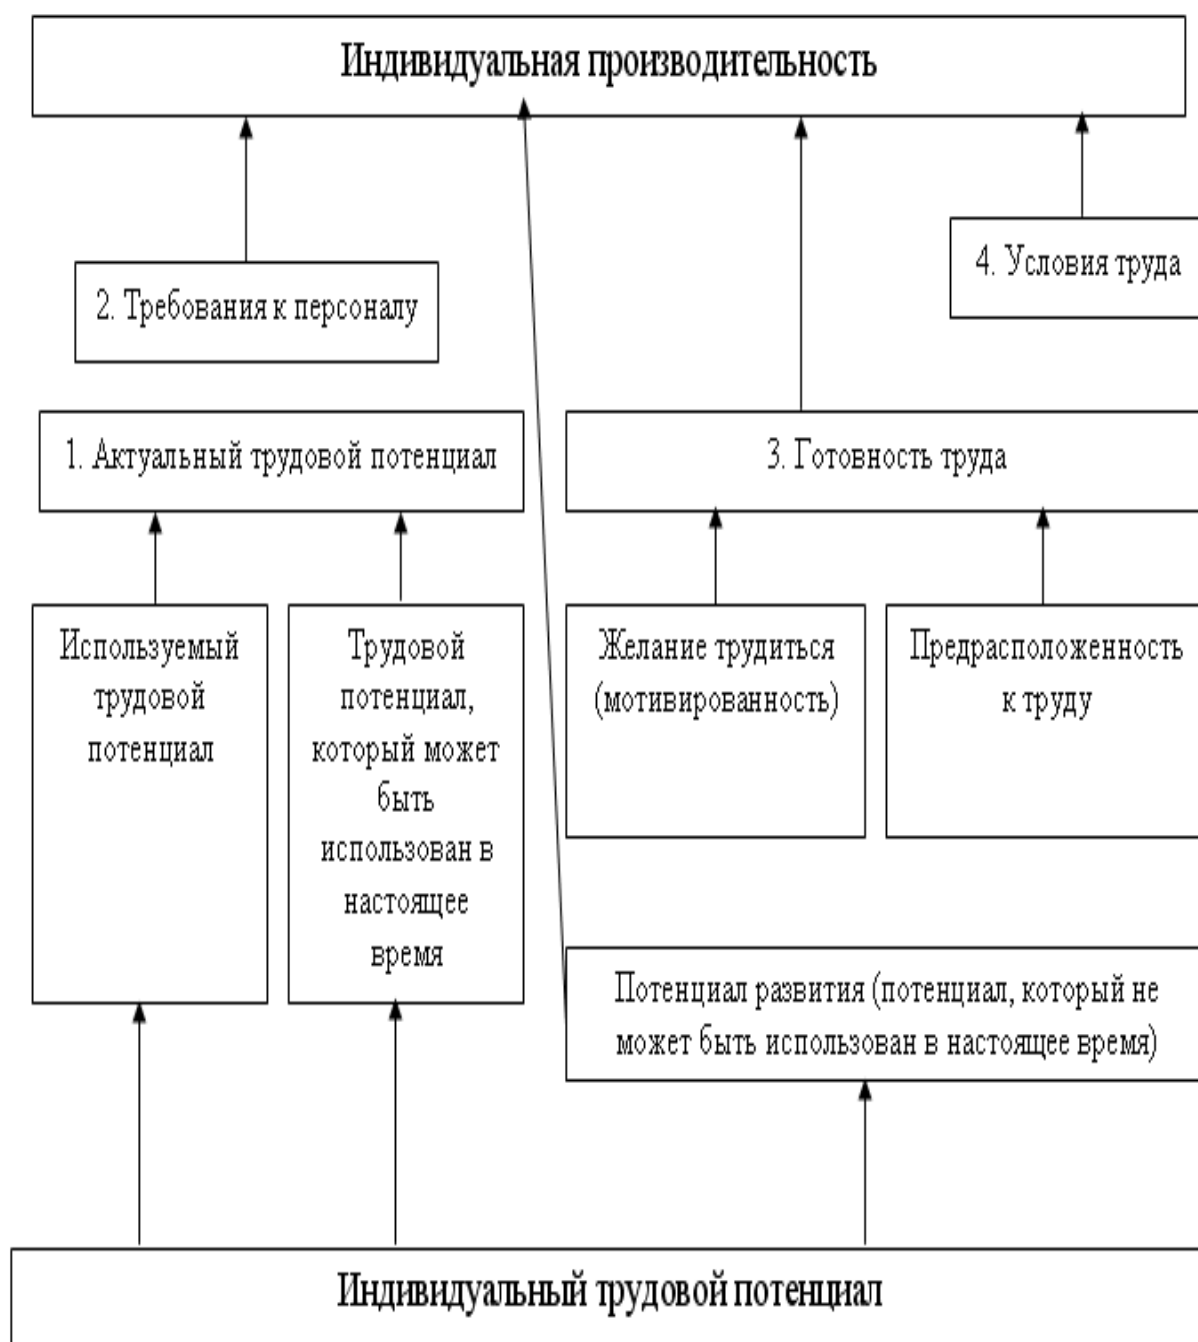 Индивидуальная производительность
4. Условия труда
2. Требования к персоналу
1. Актуальный трудовой потенциал
3. Готовность труда
Используемый
трудовой
потенциал
Трудовой
потенциал,
который может
быть
использован в
настоящее
время
Желание трудиться
(мотивированность)
Предрасположенность
к труду
Потенциал развития (потенциал, который не
может быть использован в настоящее время)
Индивидуальный трудовой потенциал